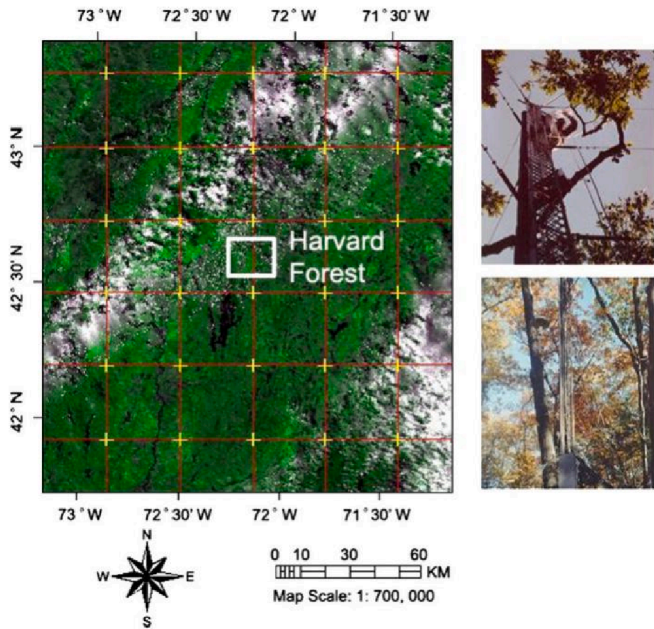 73° W 72° 30' W 72° W 71° 30' W
43° N
Harvard
Forest
42° 30' N
42° N
73° W 72° 30' W 72° W 71° 30' W
N
W E
S
0 10 30 60
KM
Map Scale: 1: 700, 000